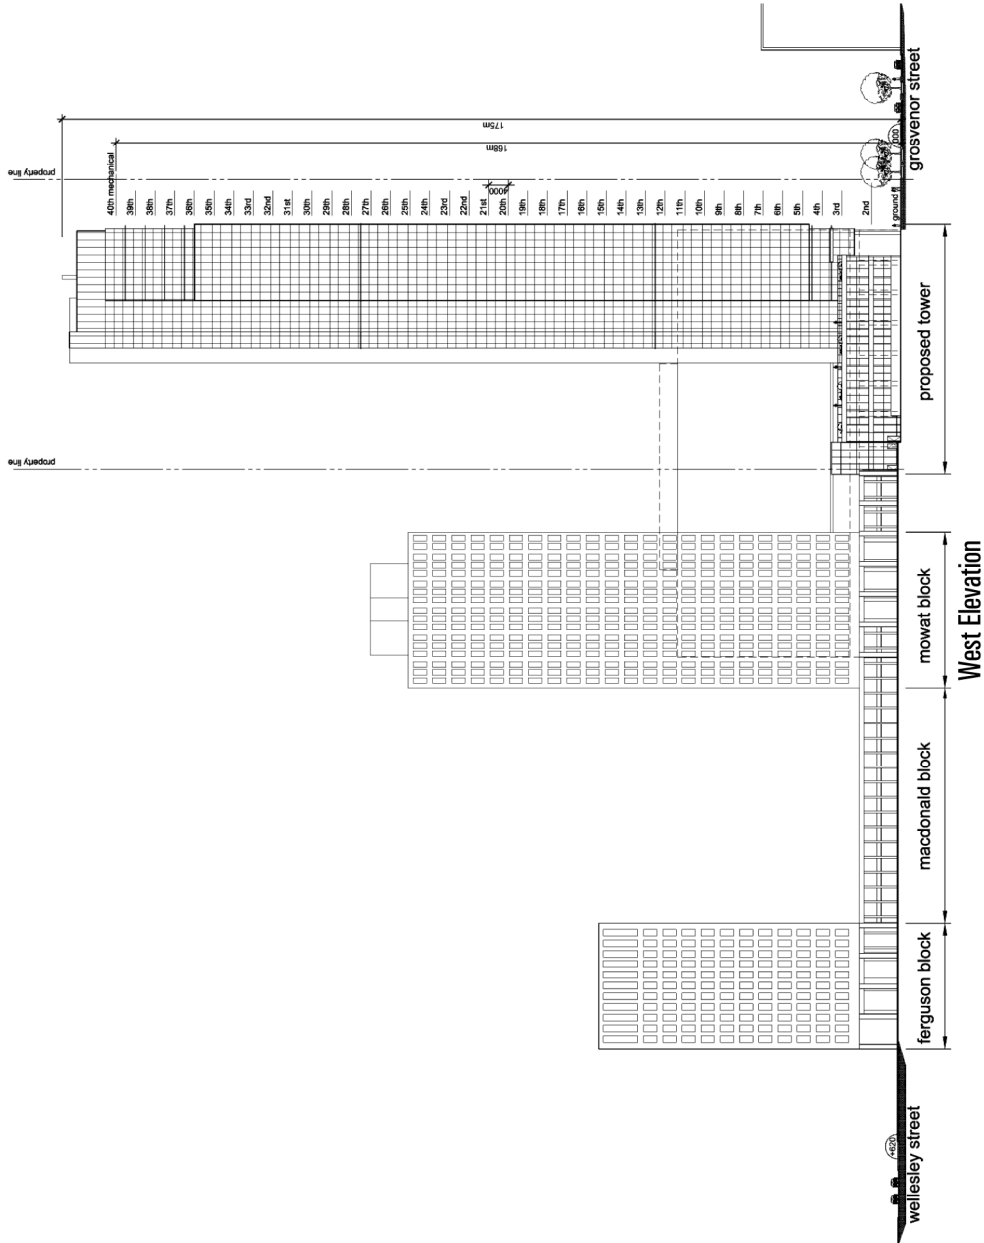 property line
property line
175m
168m
4000
40th mechanical
39th
38th
37th
36th
35th
34th
33rd
32nd
31st
30th
29th
28th
27th
26th
25th
24th
23rd
22nd
21st
20th
19th
18th
17th
16th
15th
14th
13th
12th
11th
10th
9th
8th
7th
6th
5th
4th
3rd
2nd
ground fl
wellesley street
+620
ferguson block
macdonald block
mowat block
proposed tower
grosvenor street
West Elevation